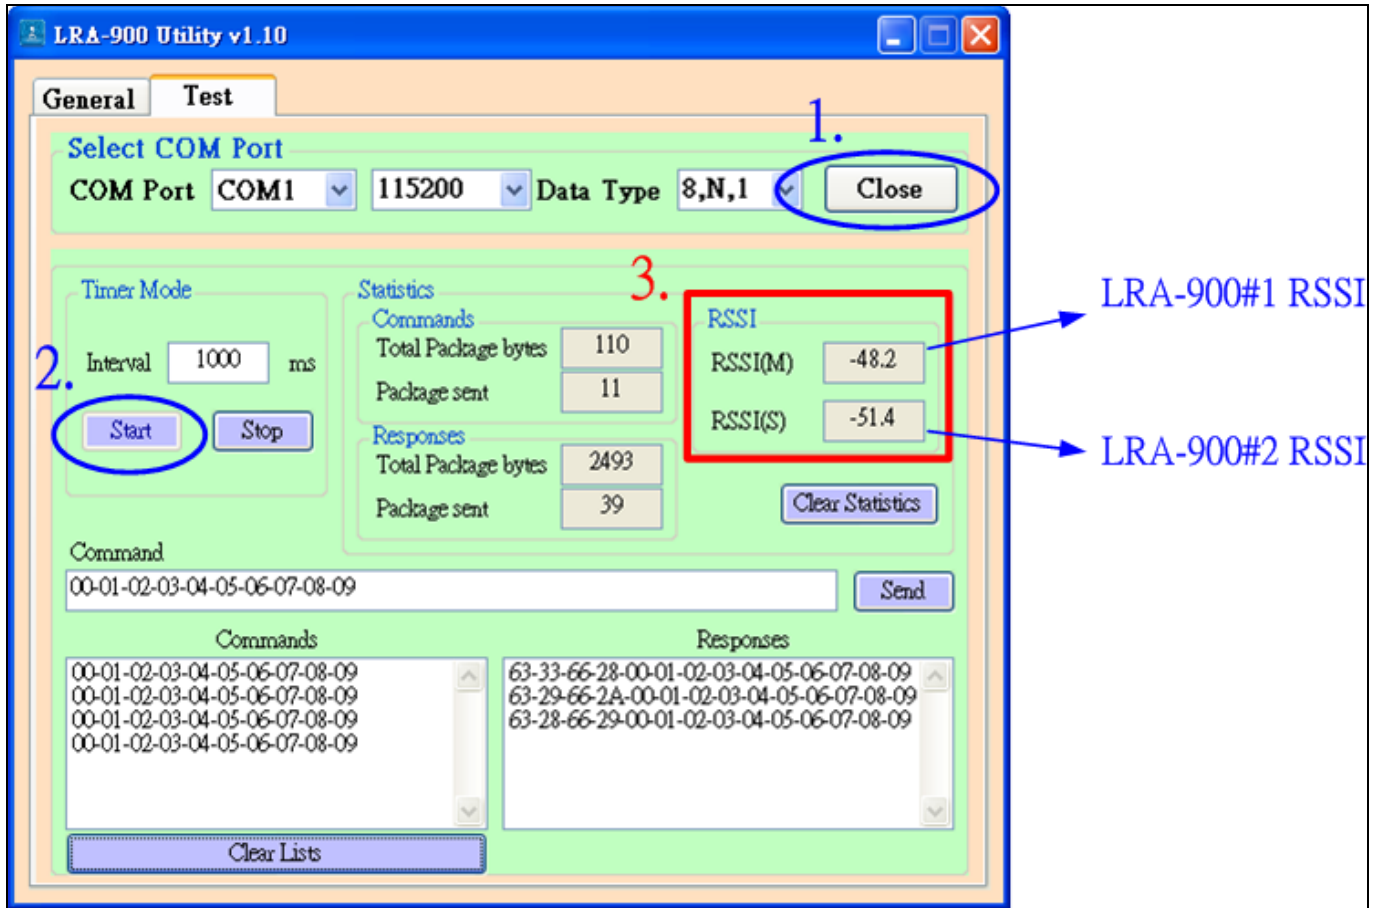 LRA-900 Utility v1.10
General Test
1.
Select COM Port
COM Port COM1 115200 Data Type 8,N,1 Close
3.
Timer Mode
Statistics
LRA-900#1 RSSI
Commands
RSSI
2.
Interval 1000 ms
Total Package bytes 110
RSSI(M) -48.2
Package sent 11
Start Stop
RSSI(S) -51.4
Responses
LRA-900#2 RSSI
Total Package bytes 2493
Package sent 39
Clear Statistics
Command
00-01-02-03-04-05-06-07-08-09 Send
Commands Responses
00-01-02-03-04-05-06-07-08-09
00-01-02-03-04-05-06-07-08-09
00-01-02-03-04-05-06-07-08-09
00-01-02-03-04-05-06-07-08-09
63-33-66-28-00-01-02-03-04-05-06-07-08-09
63-29-66-2A-00-01-02-03-04-05-06-07-08-09
63-28-66-29-00-01-02-03-04-05-06-07-08-09
Clear Lists